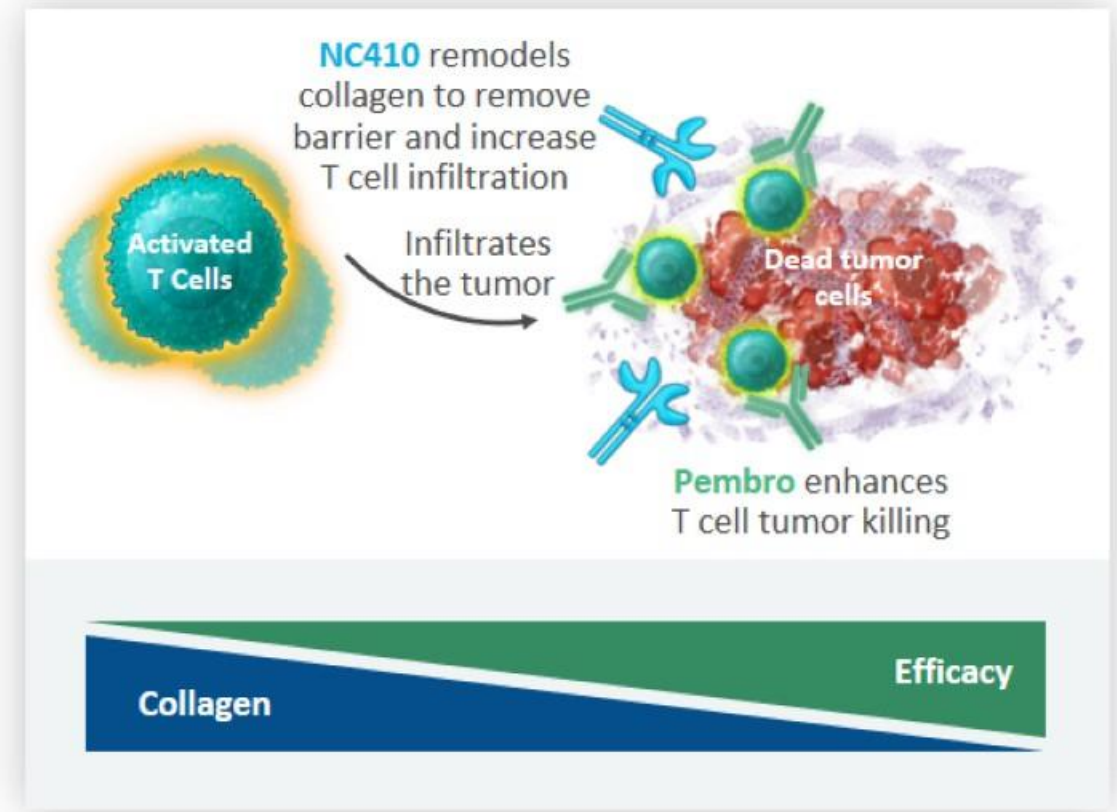 NC410 remodels
collagen to remove
barrier and increase
T cell infiltration
Activated
T Cells
Infiltrates
the tumor
Dead tumor
cells
Pembro enhances
T cell tumor killing
Efficacy
Collagen